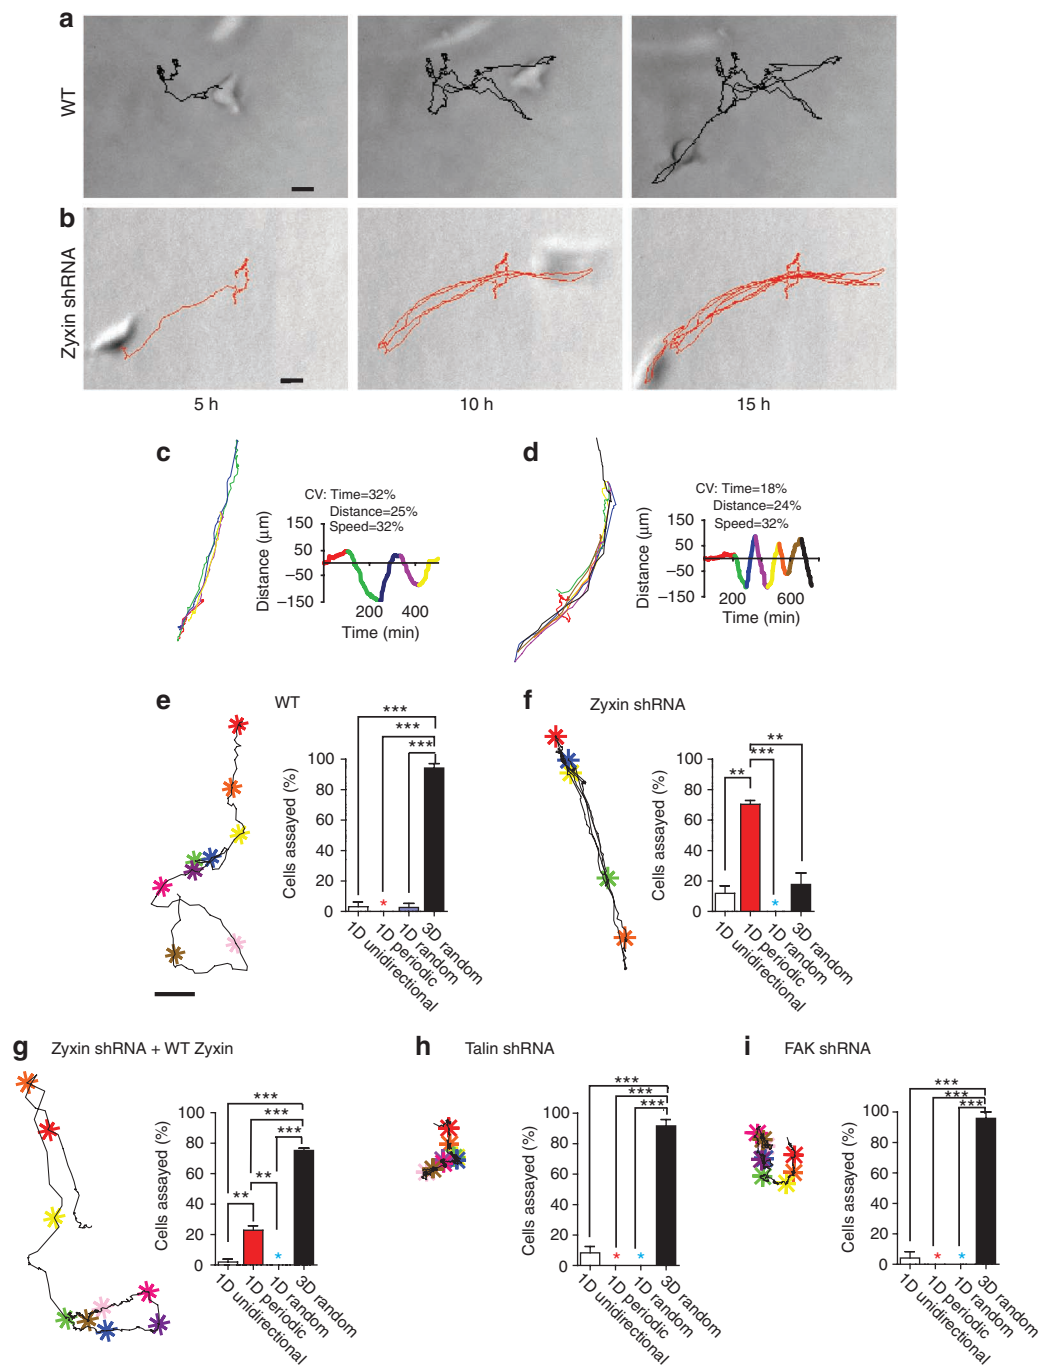 a
WT
b
Zyxin shRNA
5 h
10 h
15 h
c
CV: Time=32%
Distance=25%
Speed=32%
Distance (μm)
150
50
−50
−150
200
400
Time (min)
d
CV: Time=18%
Distance=24%
Speed=32%
Distance (μm)
150
50
−50
−150
200
600
Time (min)
e
WT
***
***
***
Cells assayed (%)
100
80
60
40
20
0
*
1D unidirectional
1D periodic
1D random
3D random
f
Zyxin shRNA
**
***
**
Cells assayed (%)
100
80
60
40
20
0
*
1D unidirectional
1D periodic
1D random
3D random
g
Zyxin shRNA + WT Zyxin
***
***
***
**
**
Cells assayed (%)
100
80
60
40
20
0
*
1D unidirectional
1D periodic
1D random
3D random
h
Talin shRNA
***
***
***
Cells assayed (%)
100
80
60
40
20
0
*
*
1D unidirectional
1D periodic
1D random
3D random
i
FAK shRNA
***
***
***
Cells assayed (%)
100
80
60
40
20
0
*
*
1D unidirectional
1D periodic
1D random
3D random